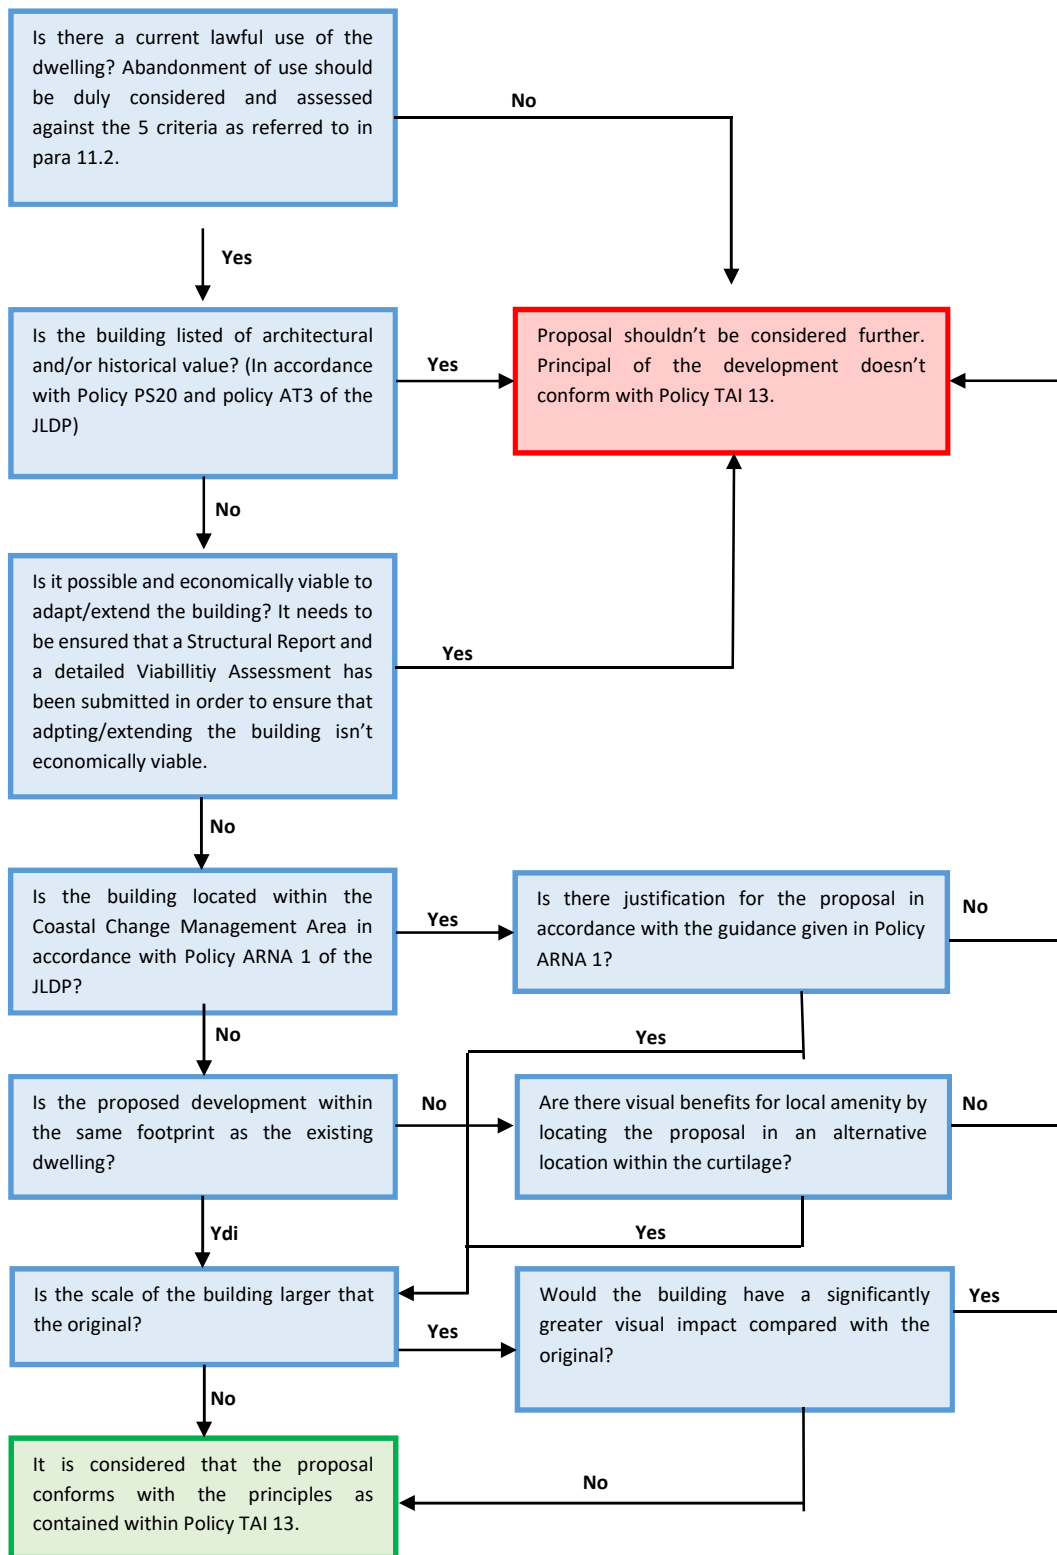 Is there a current lawful use of the
dwelling? Abandonment of use should
be duly considered and assessed
against the 5 criteria as referred to in
para 11.2.
No
Yes
Is the building listed of architectural
and/or historical value? (In accordance
with Policy PS20 and policy AT3 of the
JLDP)
Yes
Proposal shouldn’t be considered further.
Principal of the development doesn’t
conform with Policy TAI 13.
No
Is it possible and economically viable to
adapt/extend the building? It needs to
be ensured that a Structural Report and
a detailed Viabillitiy Assessment has
been submitted in order to ensure that
adpting/extending the building isn’t
economically viable.
Yes
No
Is the building located within the
Coastal Change Management Area in
accordance with Policy ARNA 1 of the
JLDP?
Yes
Is there justification for the proposal in
accordance with the guidance given in Policy
ARNA 1?
No
No
Yes
Is the proposed development within
the same footprint as the existing
dwelling?
No
Are there visual benefits for local amenity by
locating the proposal in an alternative
location within the curtilage?
No
Ydi
Yes
Is the scale of the building larger that
the original?
Yes
Would the building have a significantly
greater visual impact compared with the
original?
Yes
No
It is considered that the proposal
conforms with the principles as
contained within Policy TAI 13.
No